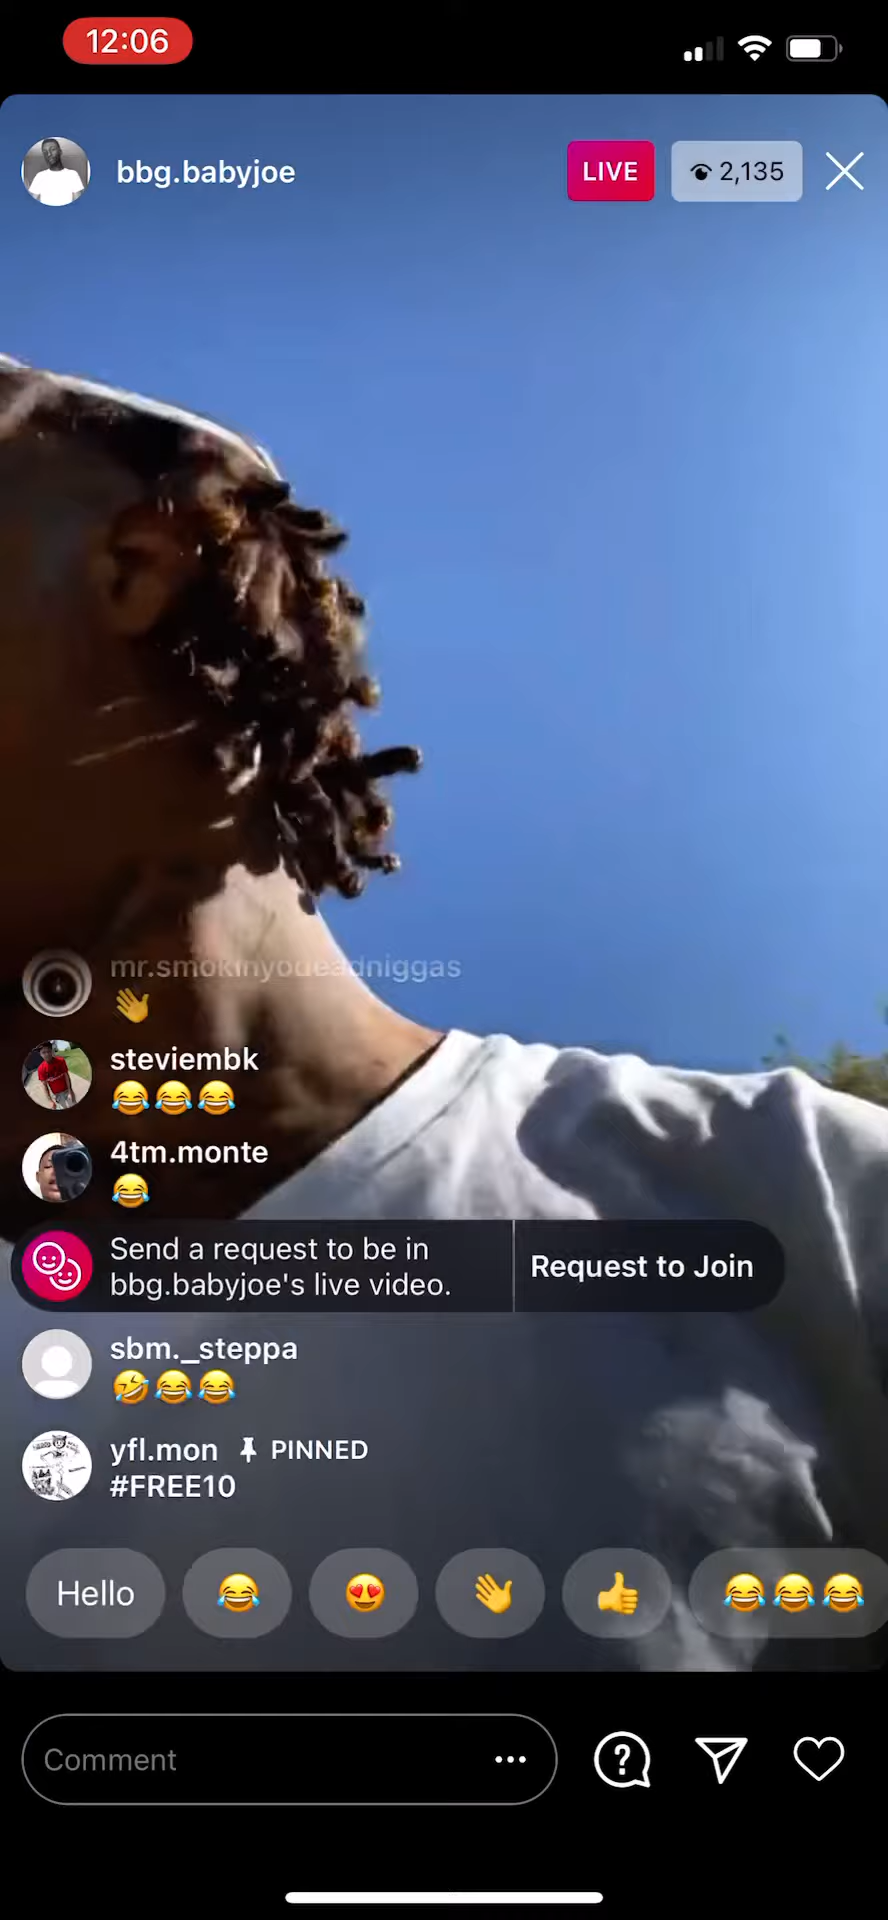 12:06
bbg.babyjoe
LIVE
2,135
mr.smokinyodeadniggas
👋
steviembk
😂😂😂
4tm.monte
😂
Send a request to be in
bbg.babyjoe's live video.
Request to Join
sbm._steppa
🤣😂😂
yfl.mon PINNED
#FREE10
Hello 😂 😍 👋 👍 😂😂😂
Comment